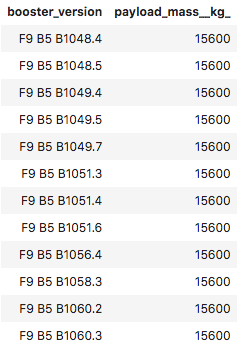 booster_version payload_mass__kg_
F9 B5 B1048.4 15600
F9 B5 B1048.5 15600
F9 B5 B1049.4 15600
F9 B5 B1049.5 15600
F9 B5 B1049.7 15600
F9 B5 B1051.3 15600
F9 B5 B1051.4 15600
F9 B5 B1051.6 15600
F9 B5 B1056.4 15600
F9 B5 B1058.3 15600
F9 B5 B1060.2 15600
F9 B5 B1060.3 15600